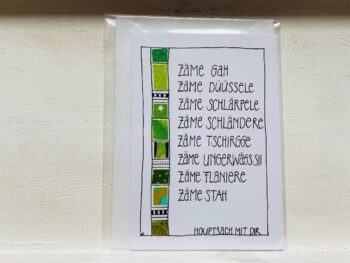 ZÄME GAH
ZÄME DÜÜSSELE
ZÄME SCHLÄRPELE
ZÄME SCHLÄNDERE
ZÄME TSCHIRGGE
ZÄME UNGERWÄGS SII
ZÄME FLANIERE
ZÄME STAH
HOUPTSACH MIT DIR